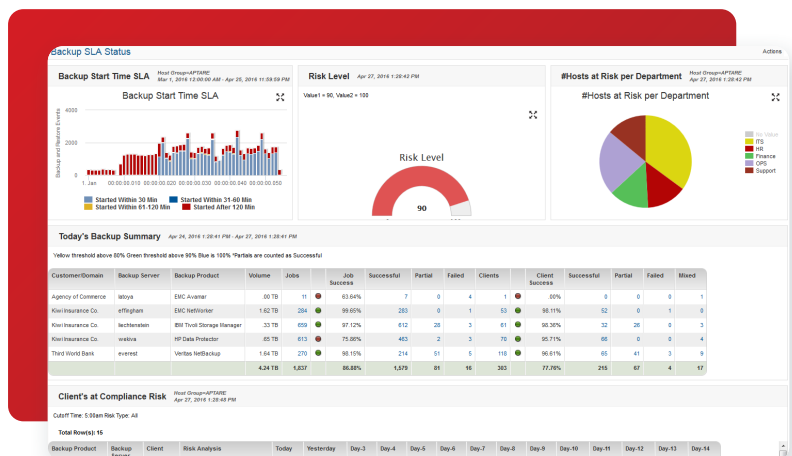 Backup SLA Status
Actions
Backup Start Time SLA
Host Group=APTARE
Mar 1, 2016 12:00:00 AM - Apr 20, 2016 11:59:59 PM
Backup Start Time SLA
Backup and Restore Events
4000
2000
0
1. Jan 00:00:00.010 00:00:00.020 00:00:00.030 00:00:00.040 00:00:00.050
Started Within 30 Min Started Within 31-60 Min
Started Within 61-120 Min Started After 120 Min
Risk Level Apr 27, 2016 1:28:42 PM
Value1 = 90, Value2 = 100
Risk Level
90
#Hosts at Risk per Department
Host Group=APTARE
Apr 27, 2016 1:28:42 PM
#Hosts at Risk per Department
No Value
ITS
HR
Finance
OPS
Support
Today's Backup Summary Apr 24, 2016 1:28:41 PM - Apr 27, 2016 1:28:41 PM
Yellow threshold above 80% Green threshold above 90% Blue is 100% *Partials are counted as Successful
Customer/Domain Backup Server Backup Product Volume Jobs Job Success Successful Partial Failed Clients Client Success Successful Partial Failed Mixed
Agency of Commerce latoya EMC Avamar .00 TB 11 63.64% 7 0 4 1 .00% 0 0 0 1
Kiwi Insurance Co. effingham EMC NetWorker 1.62 TB 284 99.65% 283 0 1 53 98.11% 52 0 1 0
Kiwi Insurance Co. liechtenstein IBM Tivoli Storage Manager .33 TB 659 97.12% 612 28 3 61 98.36% 32 26 0 3
Kiwi Insurance Co. wakiva HP Data Protector .65 TB 613 75.86% 463 2 3 70 95.71% 66 0 0 4
Third World Bank everest Veritas NetBackup 1.64 TB 270 98.15% 214 51 5 118 96.61% 65 41 3 9
4.24 TB 1,837 86.88% 1,579 81 16 303 77.76% 215 67 4 17
Client's at Compliance Risk
Host Group=APTARE
Apr 27, 2016 1:28:48 PM
Cutoff Time: 5:00am Risk Type: All
Total Row(s): 15
Backup Product Backup Server Client Risk Analysis Today Yesterday Day-3 Day-4 Day-5 Day-6 Day-7 Day-8 Day-9 Day-10 Day-11 Day-12 Day-13 Day-14